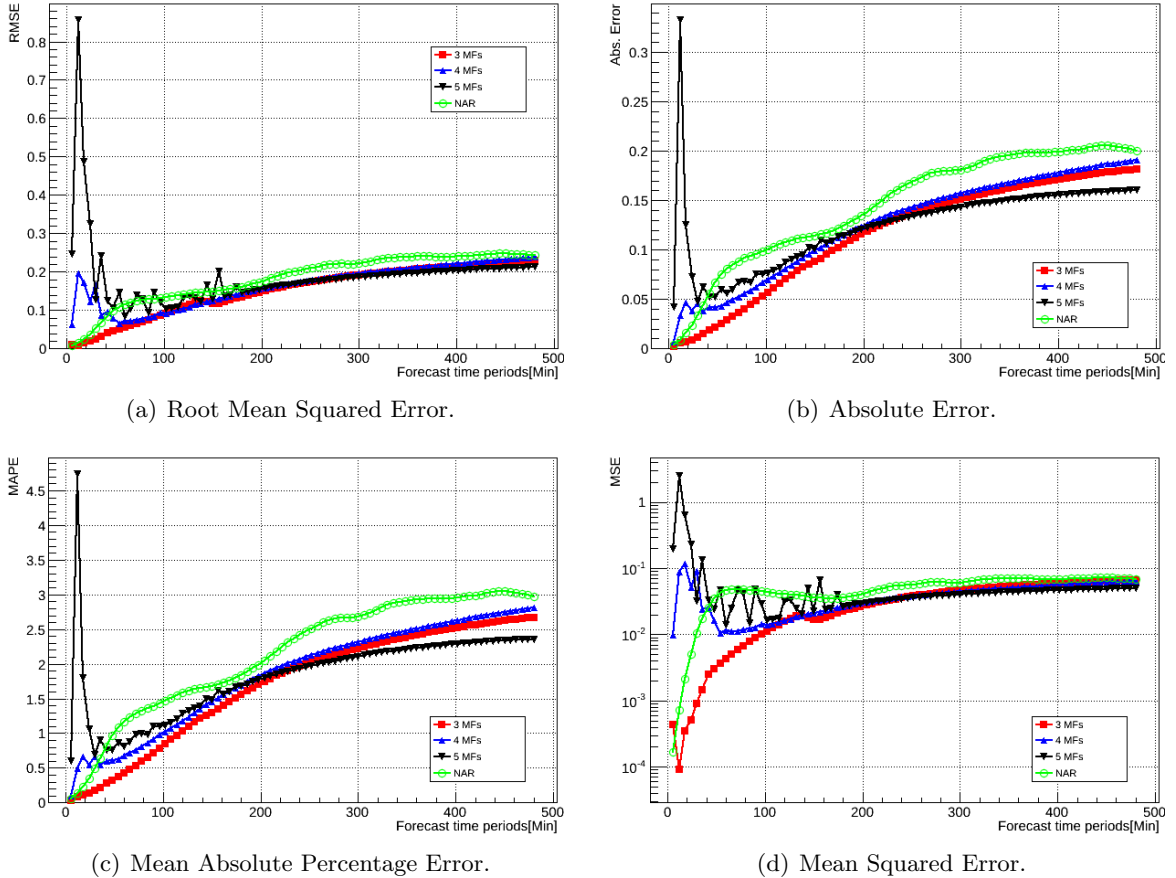 RMSE
0.9
0.8
0.7
0.6
0.5
0.4
0.3
0.2
0.1
0
3 MFs
4 MFs
5 MFs
NAR
0 100 200 300 400 500
Forecast time periods[Min]
(a) Root Mean Squared Error.
Abs. Error
0.3
0.25
0.2
0.15
0.1
0.05
0
3 MFs
4 MFs
5 MFs
NAR
0 100 200 300 400 500
Forecast time periods[Min]
(b) Absolute Error.
MAPE
4.5
4
3.5
3
2.5
2
1.5
1
0.5
0
3 MFs
4 MFs
5 MFs
NAR
0 100 200 300 400 500
Forecast time periods[Min]
(c) Mean Absolute Percentage Error.
MSE
1
10⁻¹
10⁻²
10⁻³
10⁻⁴
3 MFs
4 MFs
5 MFs
NAR
0 100 200 300 400 500
Forecast time periods[Min]
(d) Mean Squared Error.